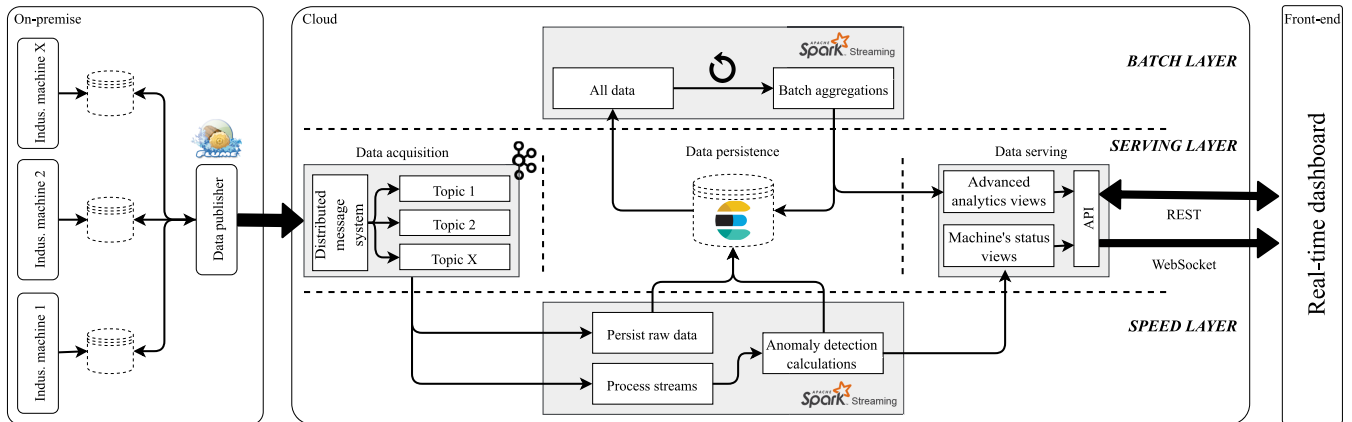 On-premise
Indus. machine X
Indus. machine 2
Indus. machine 1
FLUME
Data publisher
Cloud
APACHE
Spark Streaming
All data
Batch aggregations
BATCH LAYER
SERVING LAYER
Data acquisition
Distributed
message
system
Topic 1
Topic 2
Topic X
Data persistence
Data serving
Advanced
analytics views
Machine's status
views
API
REST
WebSocket
SPEED LAYER
Persist raw data
Process streams
Anomaly detection
calculations
APACHE
Spark Streaming
Front-end
Real-time dashboard